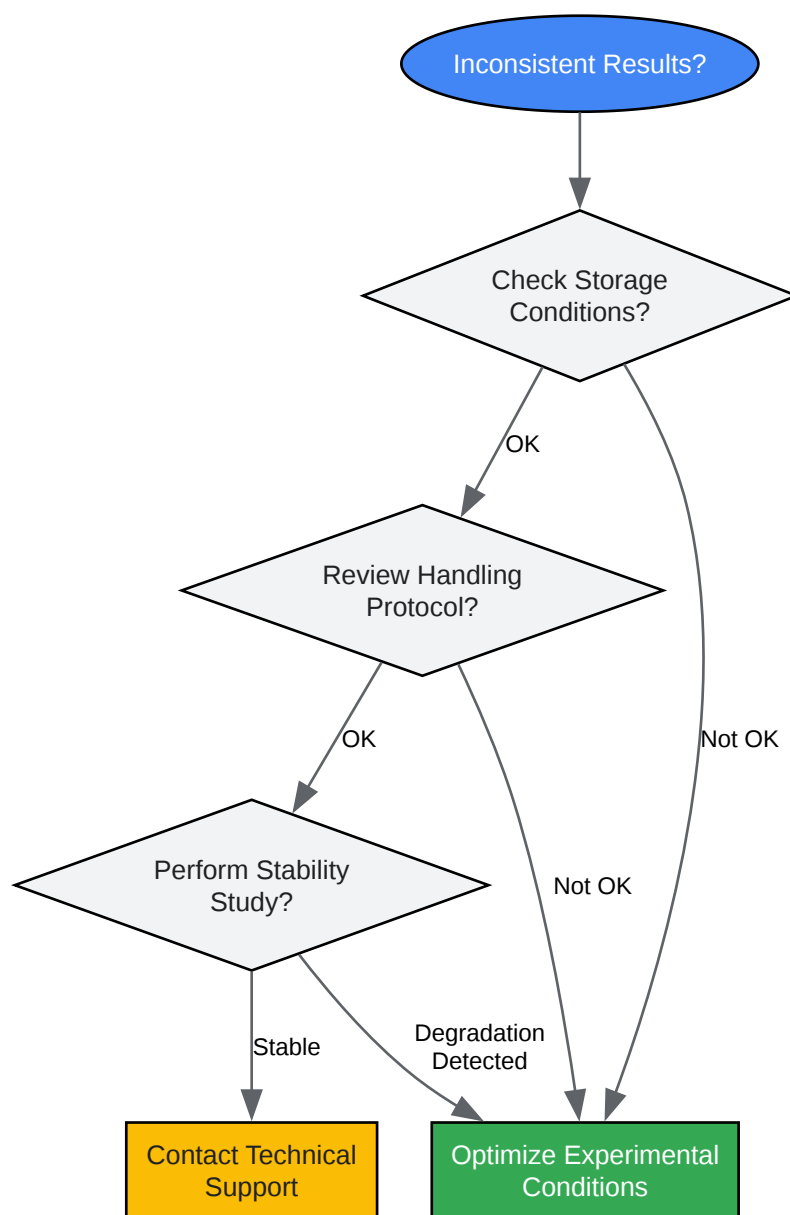 Inconsistent Results?
Check Storage
Conditions?
OK
Review Handling
Protocol?
OK
Not OK
Perform Stability
Study?
Not OK
Stable
Degradation
Detected
Contact Technical
Support
Optimize Experimental
Conditions